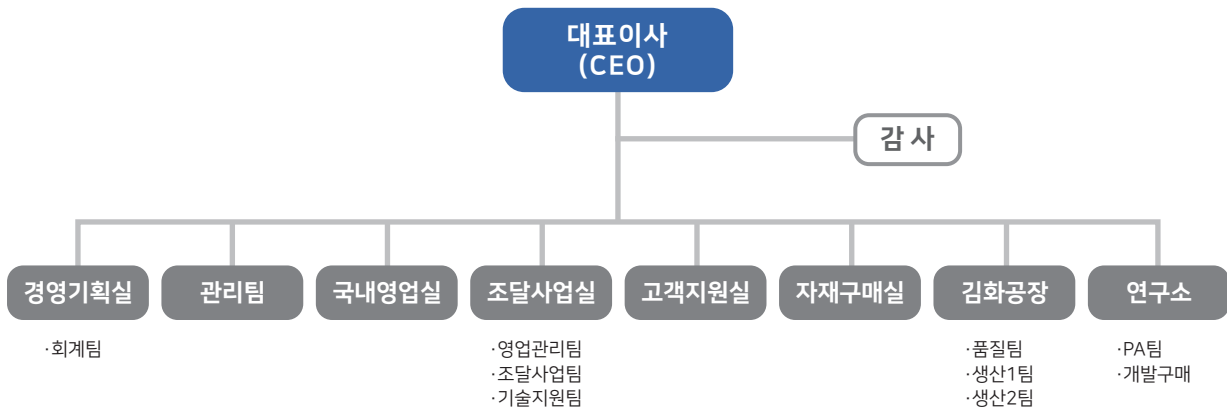 대표이사
(CEO)
감 사
경영기획실
관리팀
국내영업실
조달사업실
고객지원실
자재구매실
김화공장
연구소
·회계팀
·영업관리팀
·조달사업팀
·기술지원팀
·품질팀
·생산1팀
·생산2팀
·PA팀
·개발구매